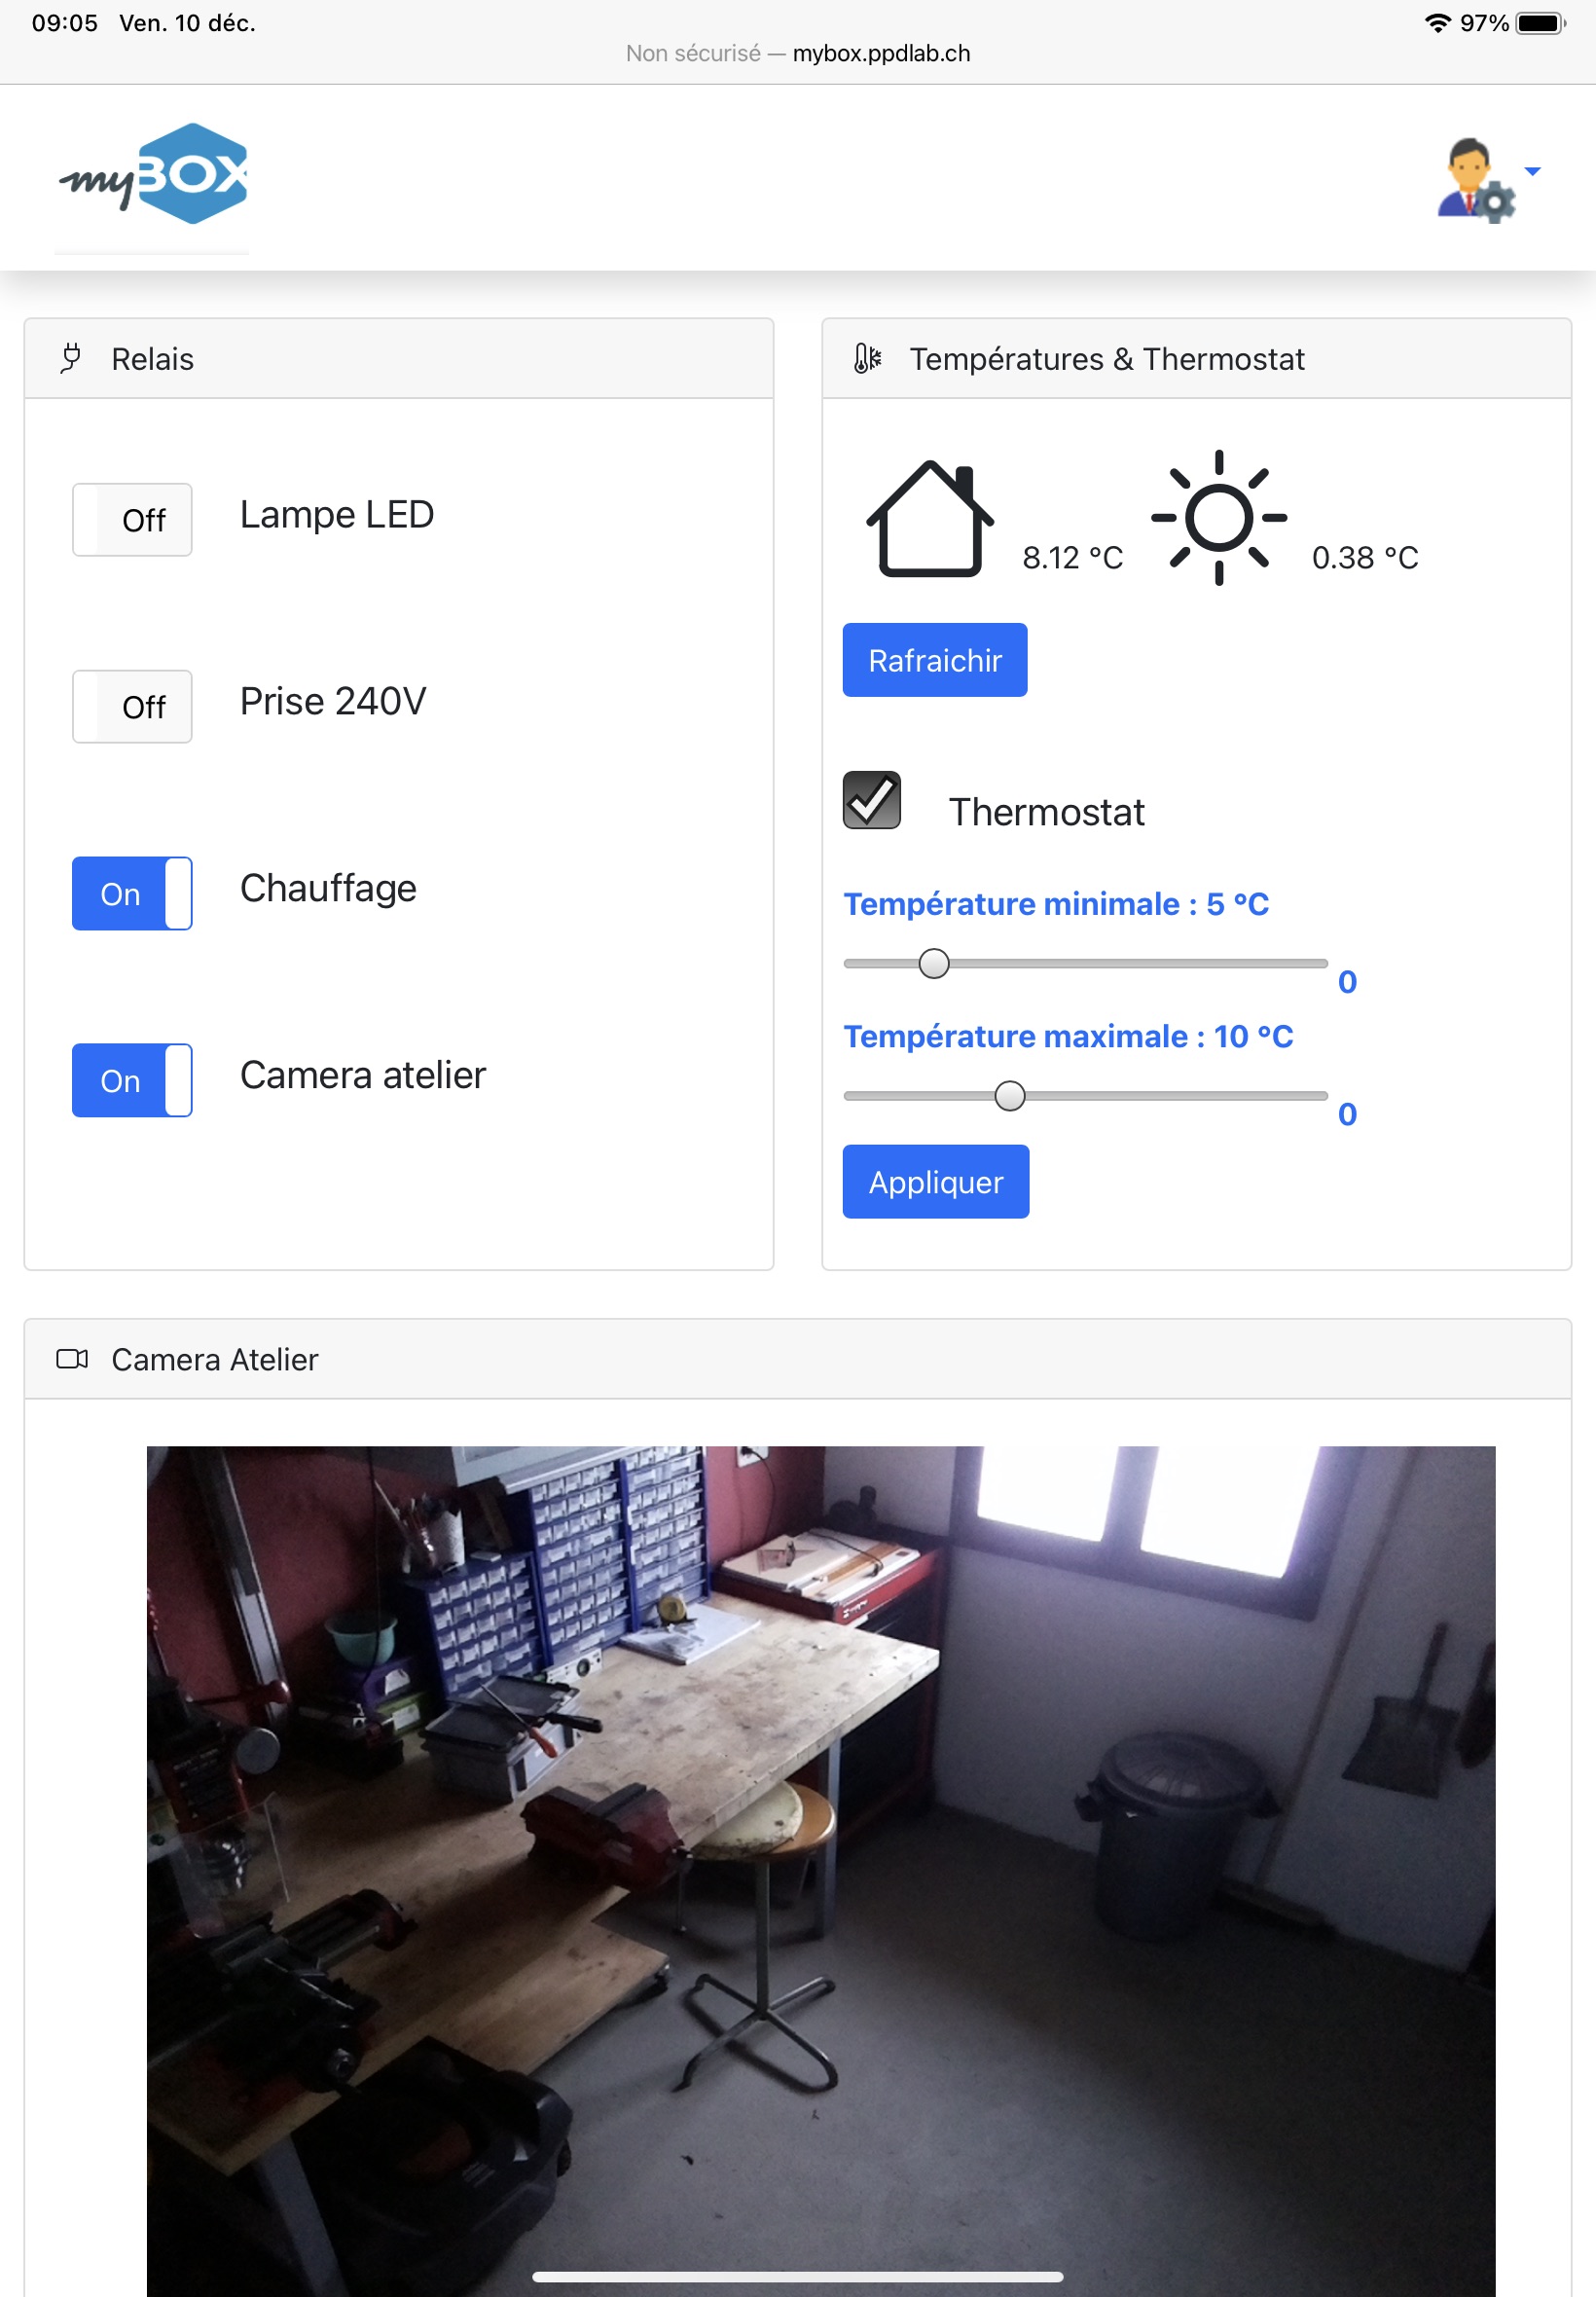 09:05 Ven. 10 déc.
97%
Non sécurisé — mybox.ppdlab.ch
myBOX
Relais
Off Lampe LED
Off Prise 240V
On Chauffage
On Camera atelier
Températures & Thermostat
8.12 °C 0.38 °C
Rafraichir
Thermostat
Température minimale : 5 °C
0
Température maximale : 10 °C
0
Appliquer
Camera Atelier